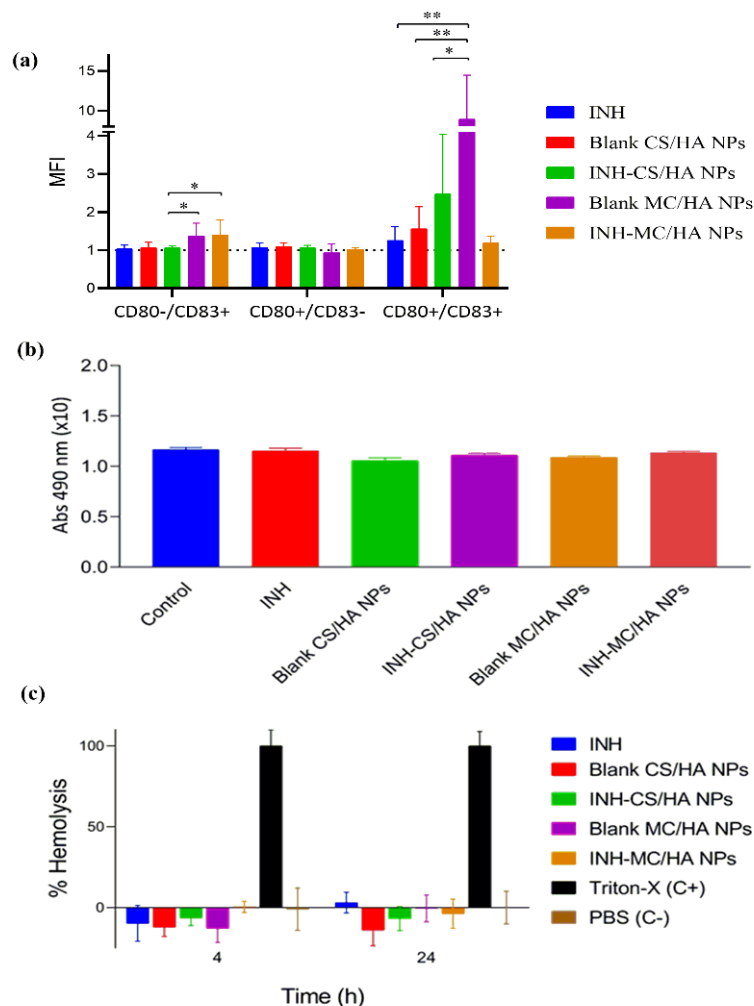 (a)
**
**
*
15
10
4
3
2
1
0
MFI
*
*
CD80-/CD83+ CD80+/CD83- CD80+/CD83+
INH
Blank CS/HA NPs
INH-CS/HA NPs
Blank MC/HA NPs
INH-MC/HA NPs
(b)
2.0
1.5
1.0
0.5
0.0
Abs 490 nm (x10)
Control
INH
Blank CS/HA NPs
INH-CS/HA NPs
Blank MC/HA NPs
INH-MC/HA NPs
(c)
100
50
0
% Hemolysis
4 24
Time (h)
INH
Blank CS/HA NPs
INH-CS/HA NPs
Blank MC/HA NPs
INH-MC/HA NPs
Triton-X (C+)
PBS (C-)